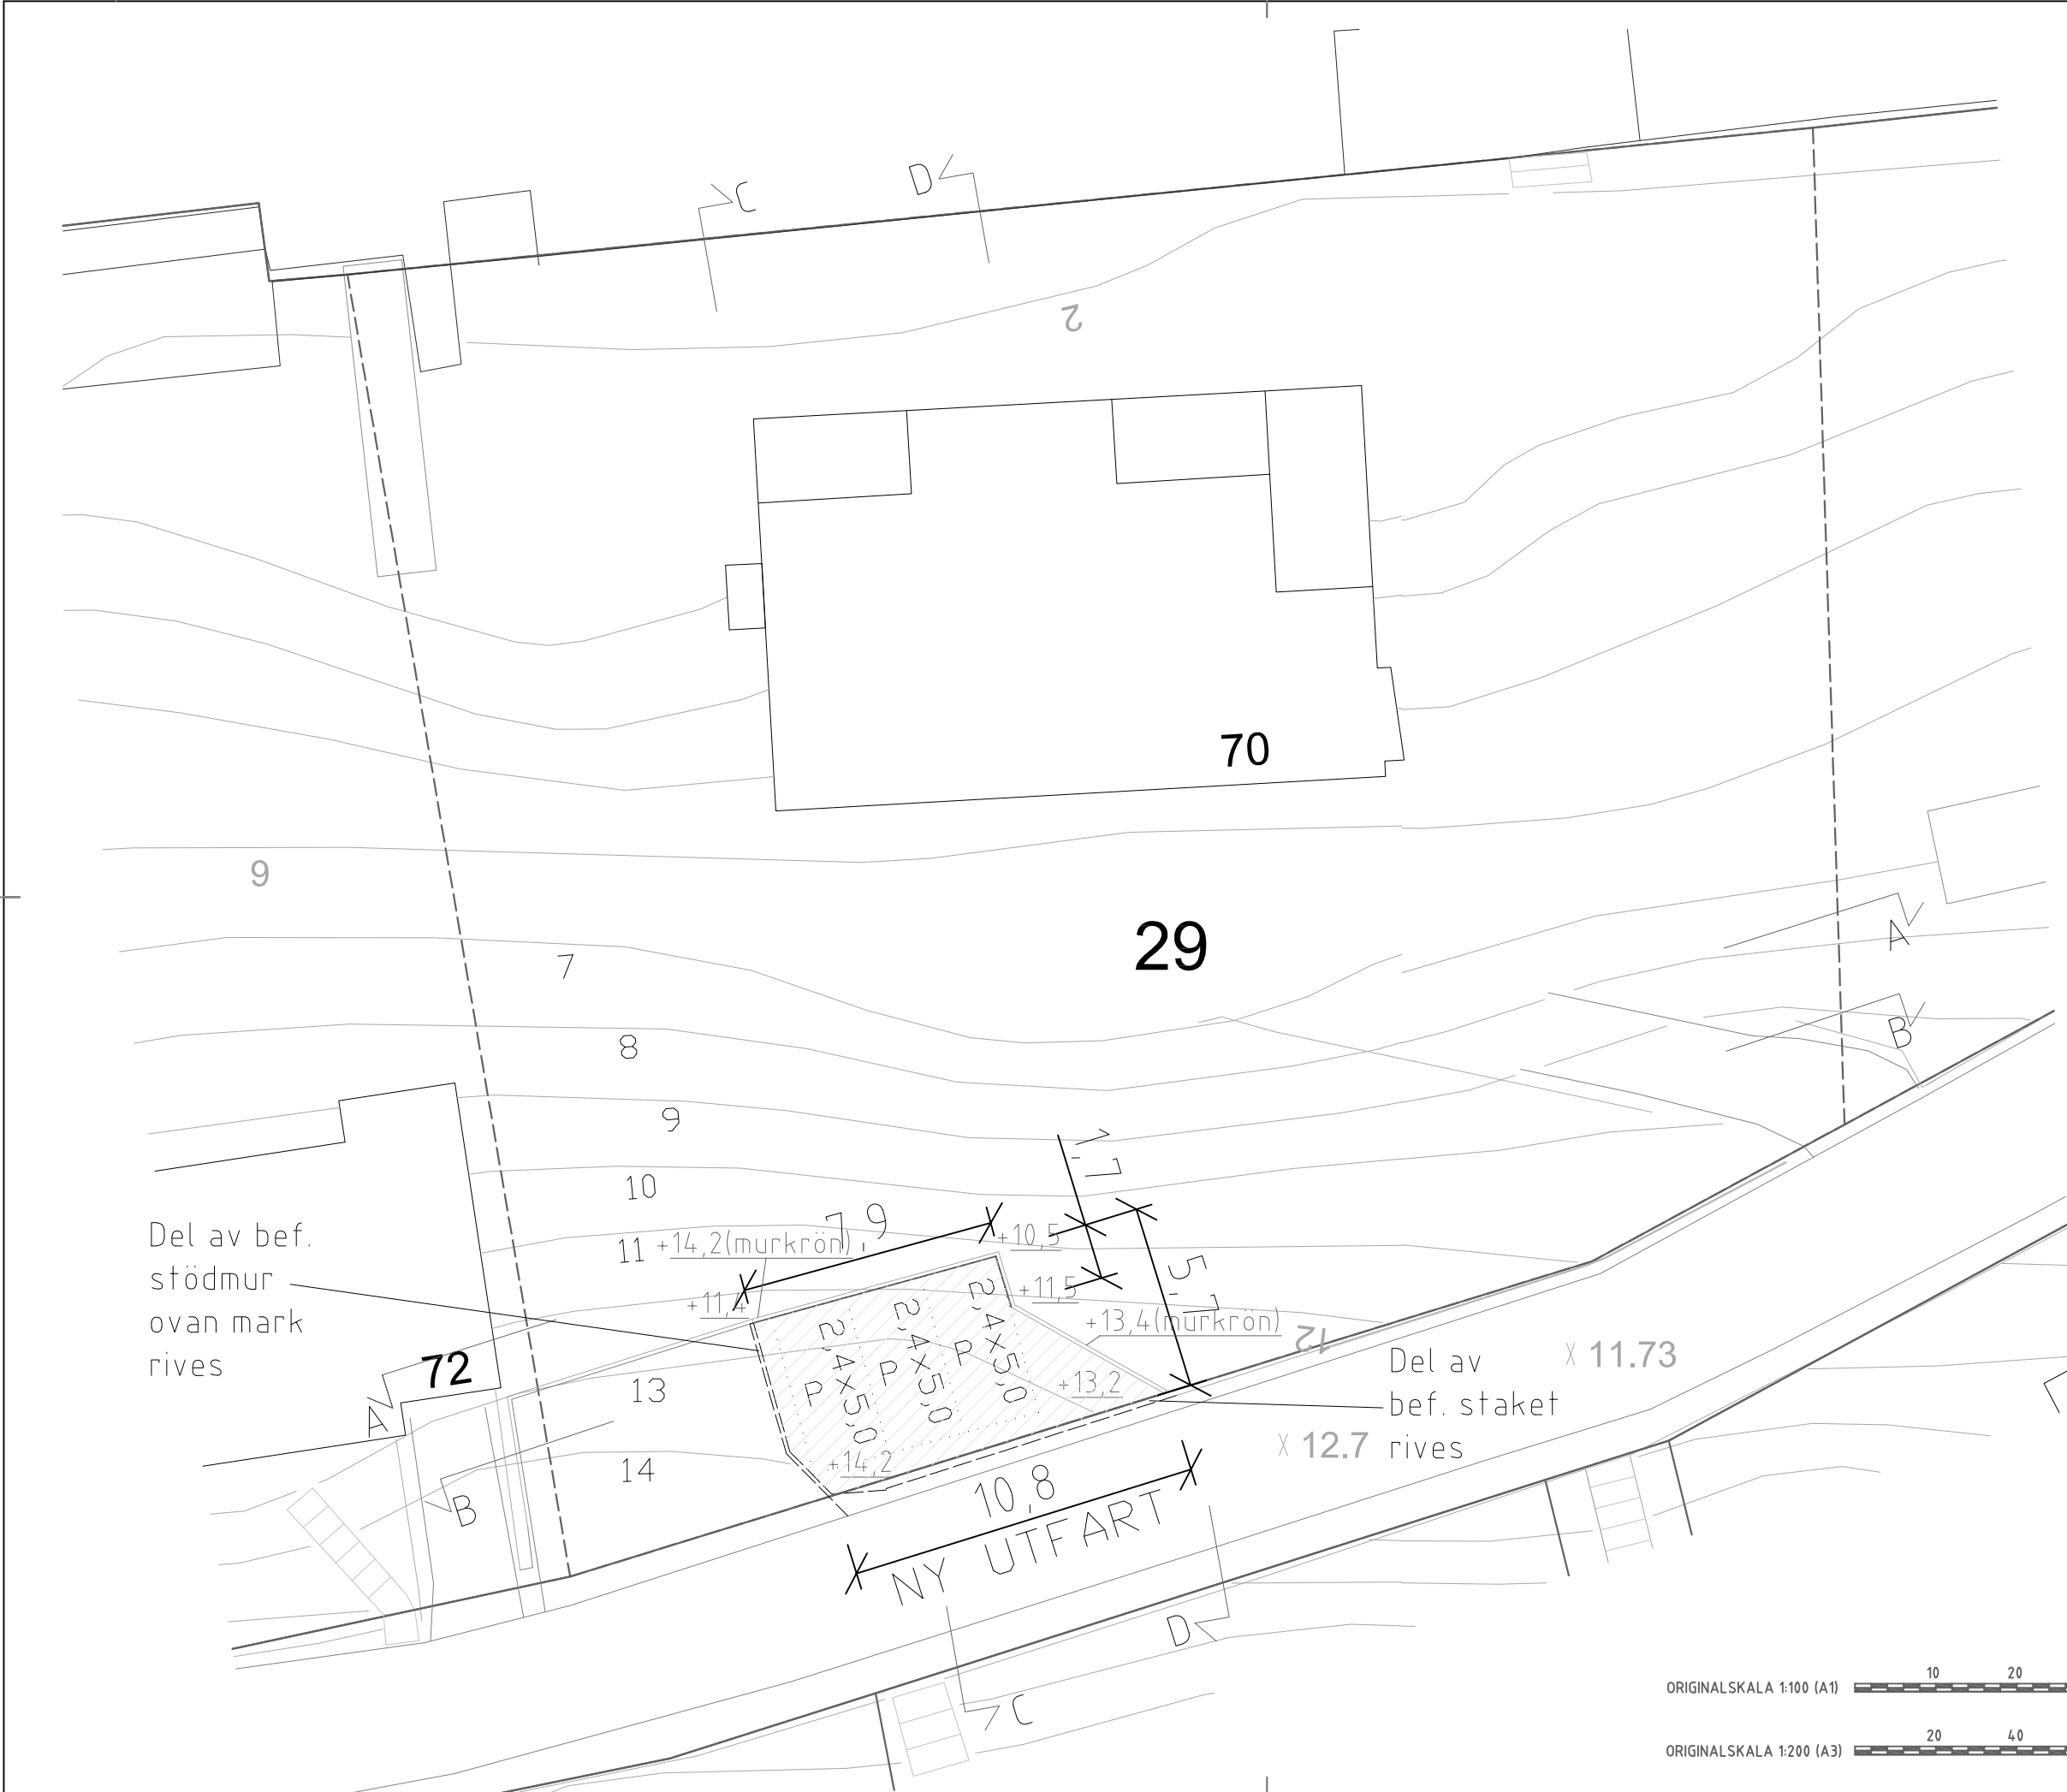 C
D
2
70
6
29
A
7
B
8
9
1,1
10
7,9
Del av bef.
stödmur
ovan mark
rives
11
+14,2(murkrön)
+10,5
5,1
+11,5
+11,4
+13,4(murkrön)
12
2,4x5,0
2,4x5,0
2,4x5,0
P
P
P
Del av
bef. staket
rives
x 11.73
72
13
+13,2
A
x 12.7
14
+14,2
B
10,8
NY UTFART
D
C
10 20
ORIGINALSKALA 1:100 (A1)
20 40
ORIGINALSKALA 1:200 (A3)